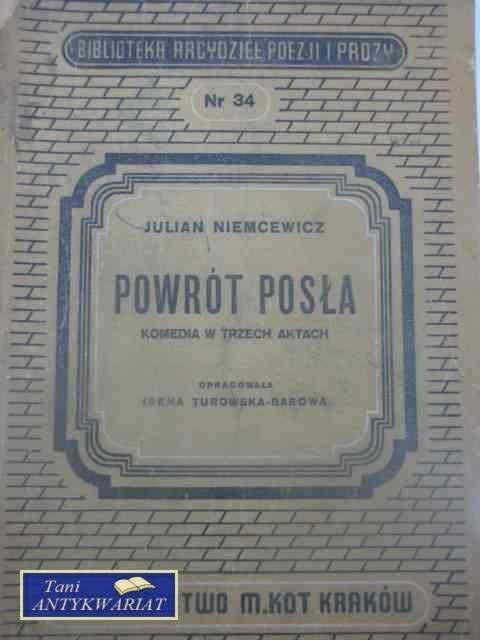 BIBLIOTEKA ARCYDZIEŁ POEZJI I PROZY
Nr 34
JULIAN NIEMCEWICZ
POWRÓT POSŁA
KOMEDIA W TRZECH AKTACH
OPRACOWAŁA
IRENA TUROWSKA-BAROWA
Tani
ANTYKWARIAT
TWO M.KOT KRAKÓW